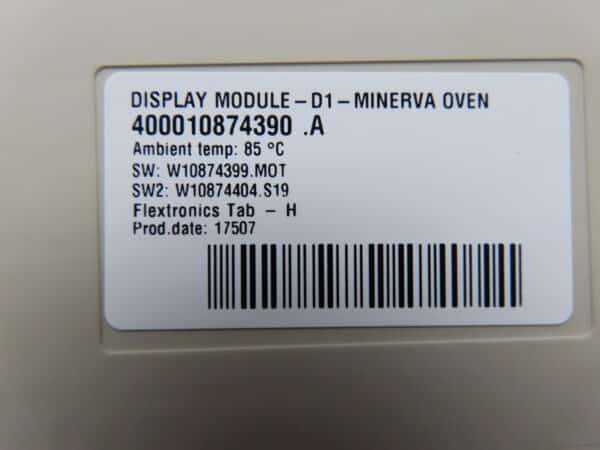 DISPLAY MODULE – D1 – MINERVA OVEN
400010874390 .A
Ambient temp: 85 °C
SW: W10874399.MOT
SW2: W10874404.S19
Flextronics Tab - H
Prod.date: 17507